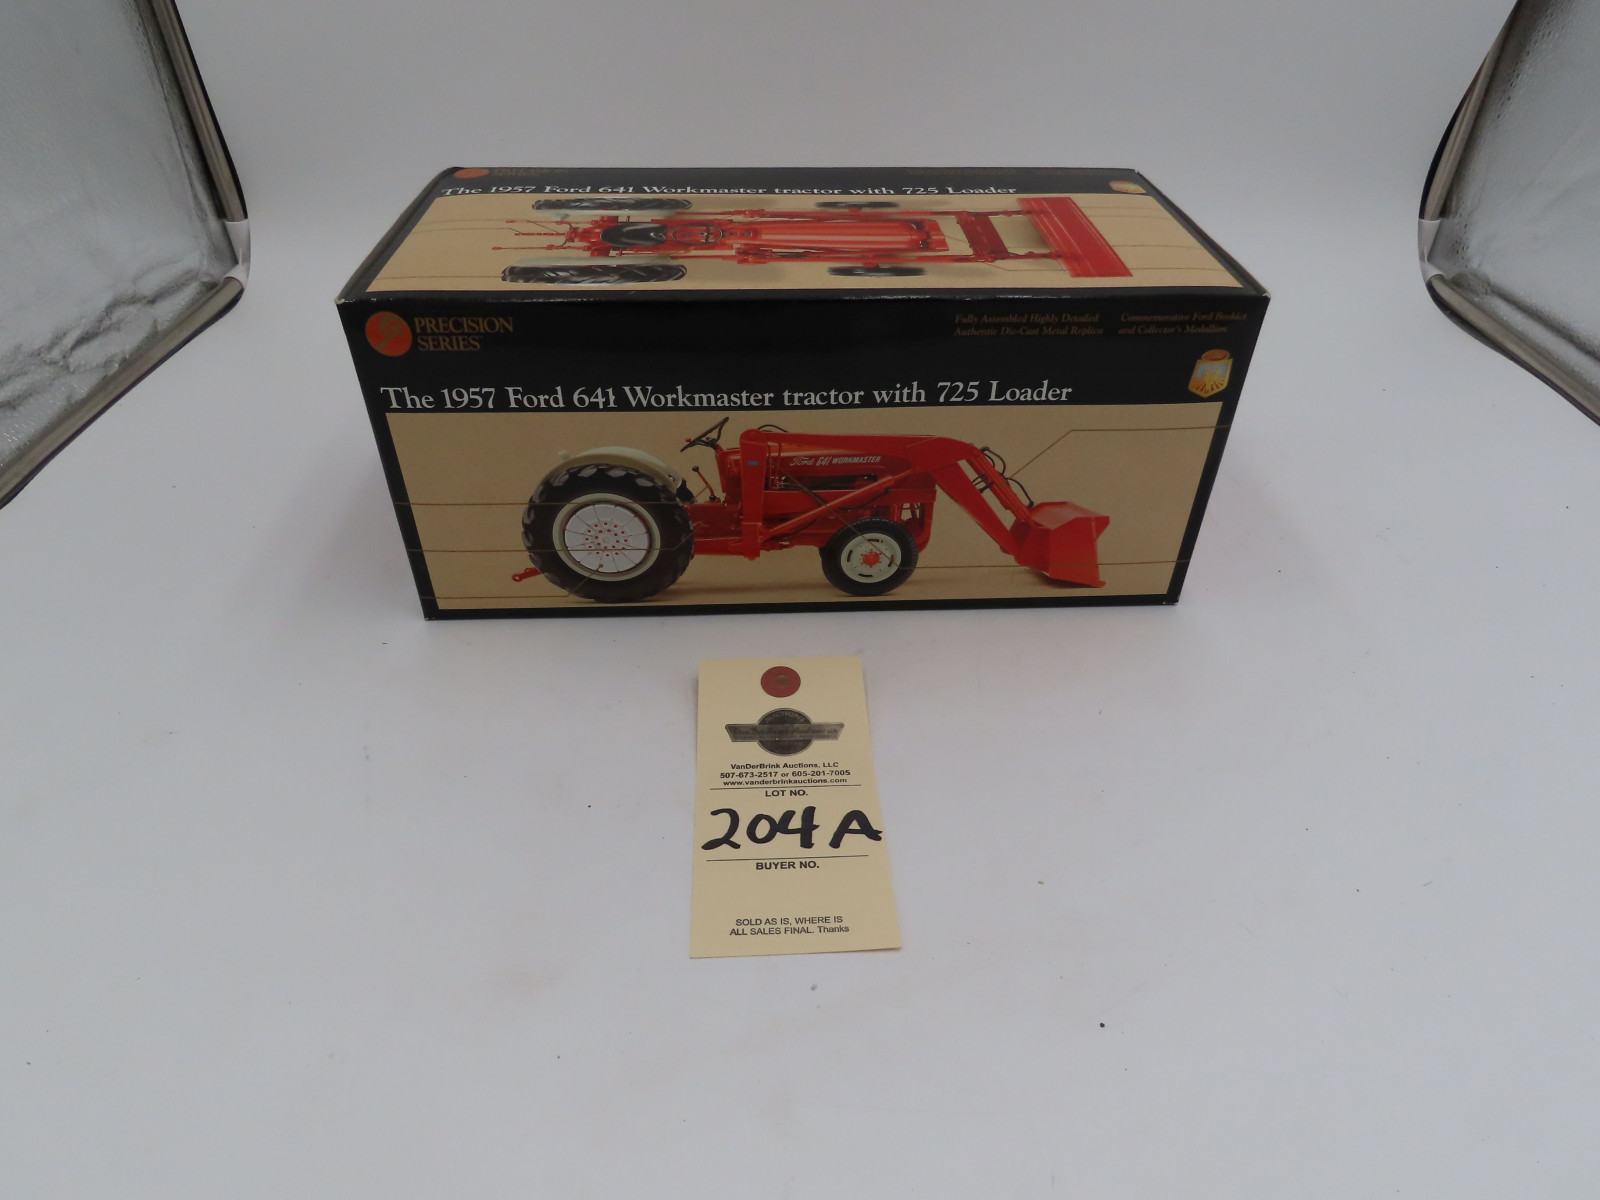 The 1957 Ford 641 Workmaster tractor with 725 Loader
PRECISION
SERIES
Fully Assembled Highly Detailed
Authentic Die-Cast Metal Replica
Commemorative Ford Booklet
and Collector's Medallion
The 1957 Ford 641 Workmaster tractor with 725 Loader
Ford 641 WORKMASTER
VanDerBrink Auctions, LLC
507-673-2517 or 605-201-7005
www.vanderbrinkauctions.com
LOT NO.
204A
BUYER NO.
SOLD AS IS, WHERE IS
ALL SALES FINAL. Thanks